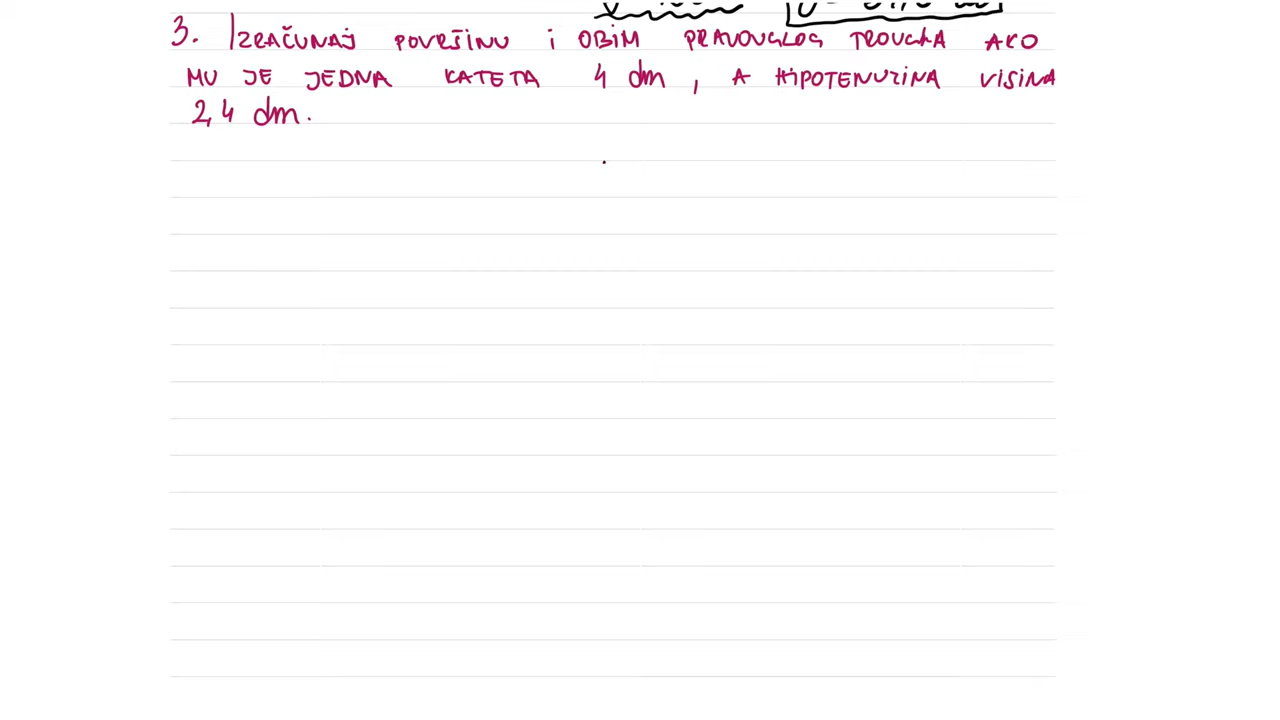 3. IZRAČUNAJ POVRŠINU I OBIM PRAVOUGLOG TROUGLA AKO
MU JE JEDNA KATETA 4 dm, A HIPOTENUZINA VISINA
2,4 dm.